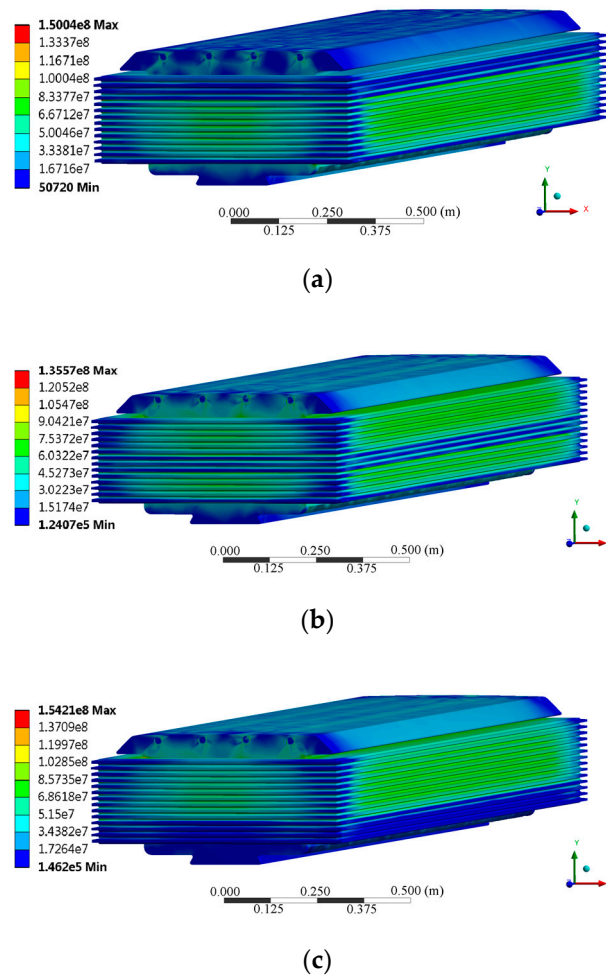 1.5004e8 Max
1.3337e8
1.1671e8
1.0004e8
8.3377e7
6.6712e7
5.0046e7
3.3381e7
1.6716e7
50720 Min
Y
X
0.000 0.250 0.500 (m)
0.125 0.375
(a)
1.3557e8 Max
1.2052e8
1.0547e8
9.0421e7
7.5372e7
6.0322e7
4.5273e7
3.0223e7
1.5174e7
1.2407e5 Min
Y
0.000 0.250 0.500 (m)
0.125 0.375
(b)
1.5421e8 Max
1.3709e8
1.1997e8
1.0285e8
8.5735e7
6.8618e7
5.15e7
3.4382e7
1.7264e7
1.462e5 Min
Y
0.000 0.250 0.500 (m)
0.125 0.375
(c)